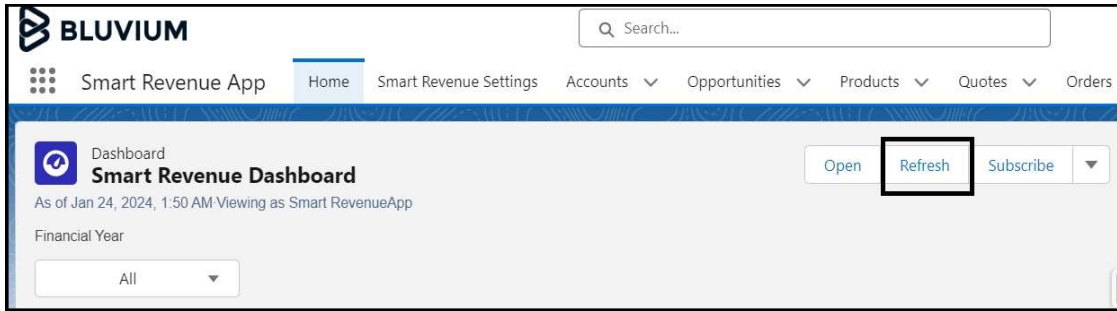 BLUVIUM
Search...
Smart Revenue App Home Smart Revenue Settings Accounts Opportunities Products Quotes Orders
Dashboard
Smart Revenue Dashboard
Open Refresh Subscribe
As of Jan 24, 2024, 1:50 AM·Viewing as Smart RevenueApp
Financial Year
All